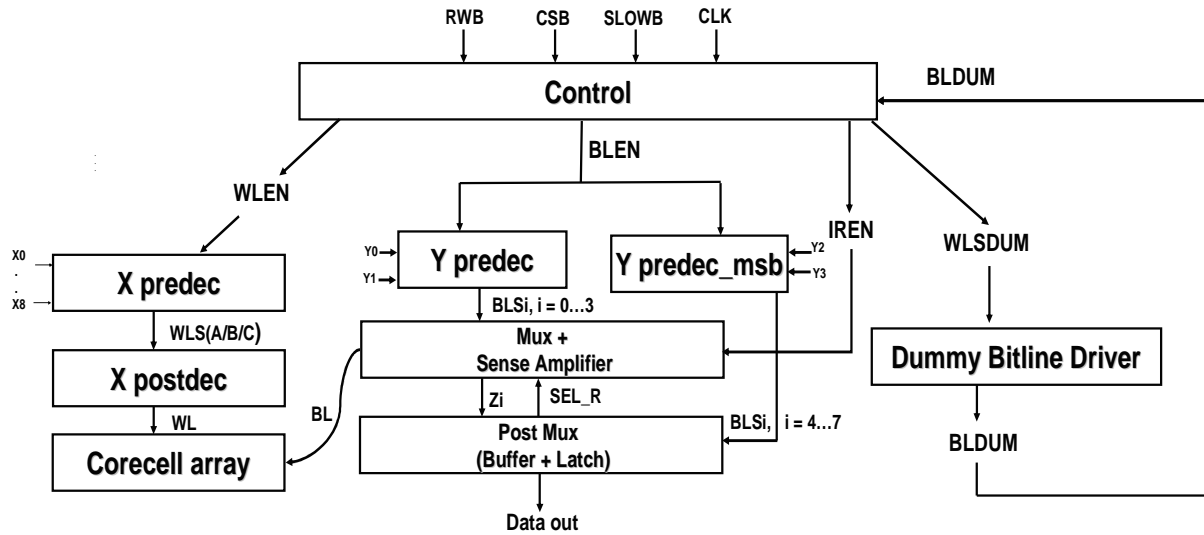 RWB CSB SLOWB CLK
Control
BLDUM
BLEN
WLEN
IREN
WLSDUM
X0
.
.
X8
X predec
Y0
Y1
Y predec
Y predec_msb
Y2
Y3
BLSi, i = 0...3
WLS(A/B/C)
Mux +
Sense Amplifier
Dummy Bitline Driver
X postdec
Zi
SEL_R
BL
WL
BLSi, i = 4...7
Post Mux
(Buffer + Latch)
BLDUM
Corecell array
Data out